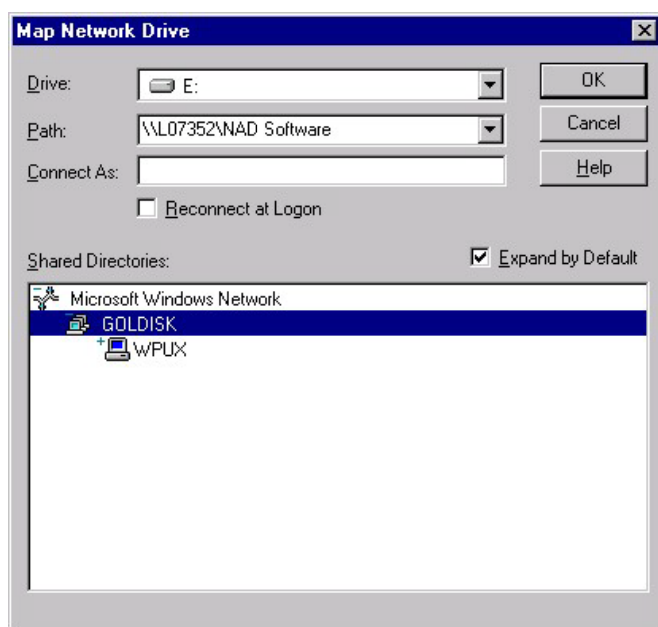 Map Network Drive
Drive: E: OK
Path: \\L07352\NAD Software Cancel
Connect As: Help
Reconnect at Logon
Shared Directories: Expand by Default
Microsoft Windows Network
GOLDISK
WPUX